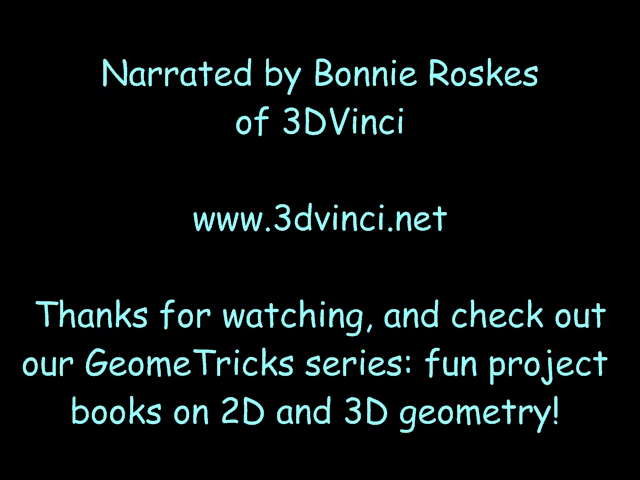 Narrated by Bonnie Roskes
of 3DVinci
www.3dvinci.net
Thanks for watching, and check out
our GeomeTricks series: fun project
books on 2D and 3D geometry!